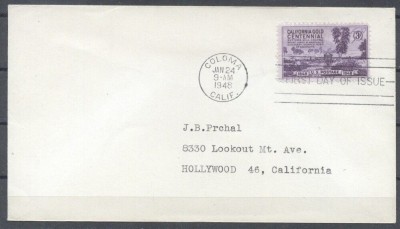 COLOMA
JAN 24
9-AM
1948
CALIF.
CALIFORNIA GOLD
CENTENNIAL
FIRST DAY OF ISSUE
J.B.Prchal
8330 Lookout Mt. Ave.
HOLLYWOOD 46, California